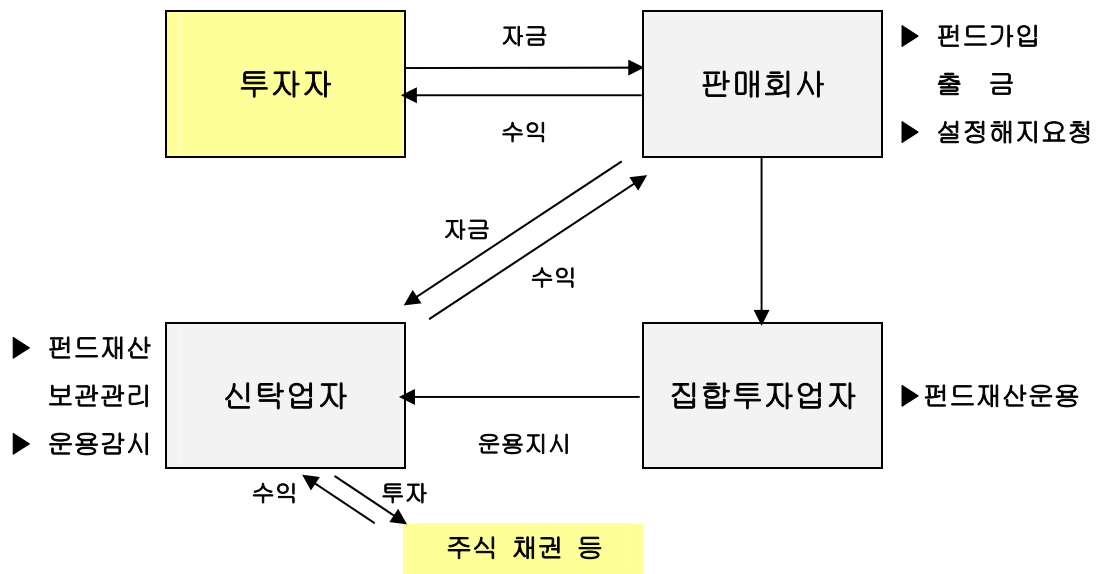 자금
▶ 펀드가입
투자자
판매회사
출 금
수익
▶ 설정해지요청
자금
수익
▶ 펀드재산
보관관리
▶ 운용감시
신탁업자
집합투자업자
▶펀드재산운용
운용지시
수익
투자
주식 채권 등